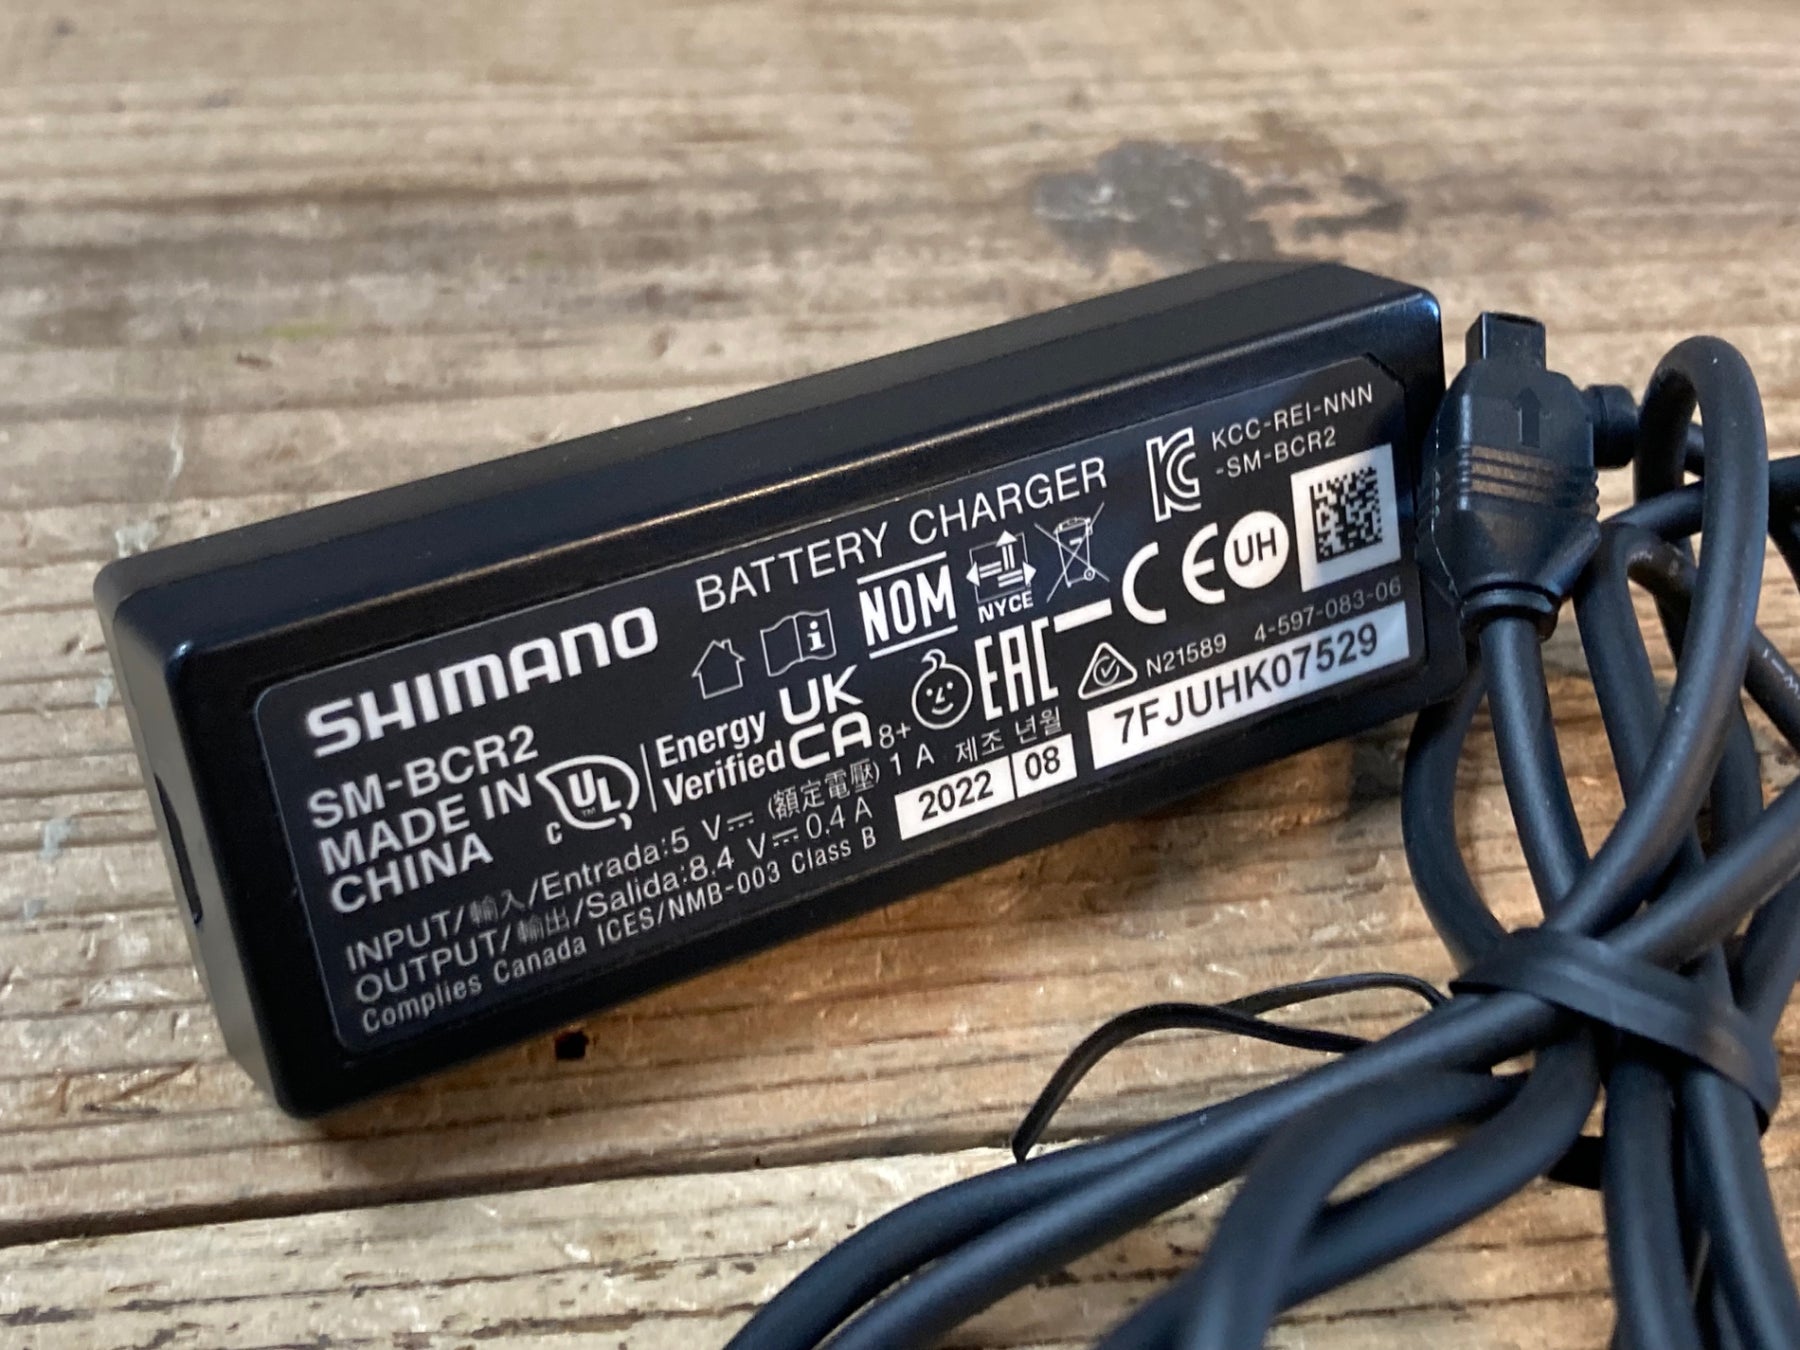 SHIMANO BATTERY CHARGER
SM-BCR2
MADE IN
CHINA
C UL
Energy
Verified
UK
CA
NOM
NYCE
8+
EAC
CE
UH
KCC-REI-NNN
-SM-BCR2
N21589 4-597-083-06
INPUT/輸入/Entrada:5 V (額定電壓) 1 A
OUTPUT/輸出/Salida:8.4 V 0.4 A
Complies Canada ICES/NMB-003 Class B
제조 년월
2022 08
7FJUHK07529